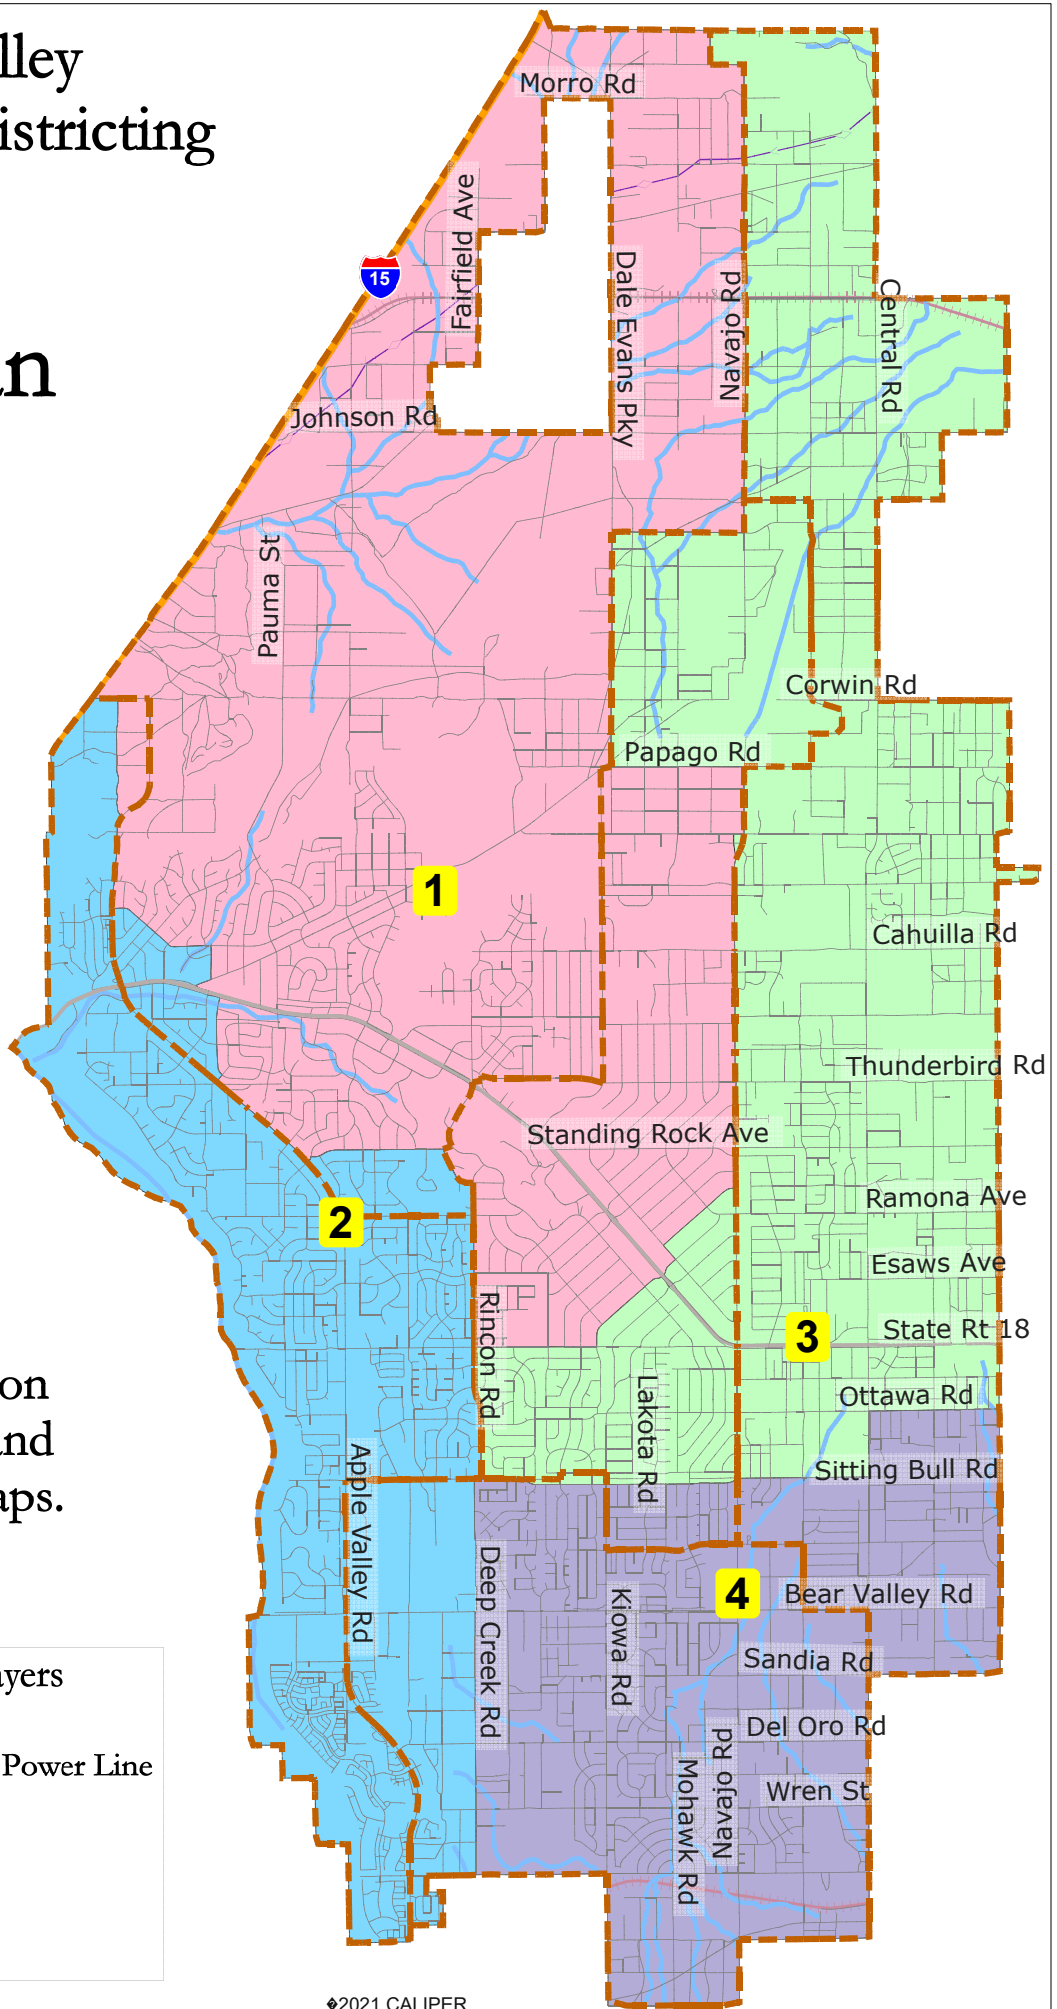 lley
istricting
Morro Rd
Fairfield Ave
15
Dale Evans Pky
Navajo Rd
Central Rd
an
Johnson Rd
Pauma St
Corwin Rd
Papago Rd
1
Cahuilla Rd
Thunderbird Rd
Standing Rock Ave
Ramona Ave
2
Esaws Ave
Rincon Rd
3
State Rt 18
on
Lakota Rd
Ottawa Rd
nd
Apple Valley Rd
Sitting Bull Rd
aps.
Deep Creek Rd
Kiowa Rd
4
Bear Valley Rd
ayers
Sandia Rd
Del Oro Rd
Navajo Rd
Mohawk Rd
Power Line
Wren St
�2021 CALIPER